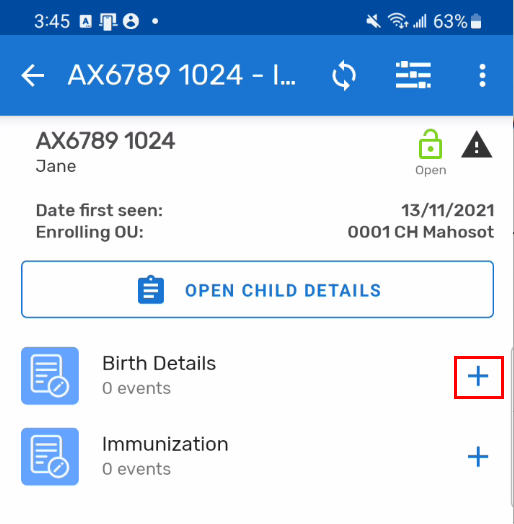 3:45 63%
AX6789 1024 - I...
AX6789 1024
Jane
Open
Date first seen: 13/11/2021
Enrolling OU: 0001 CH Mahosot
OPEN CHILD DETAILS
Birth Details
0 events
Immunization
0 events